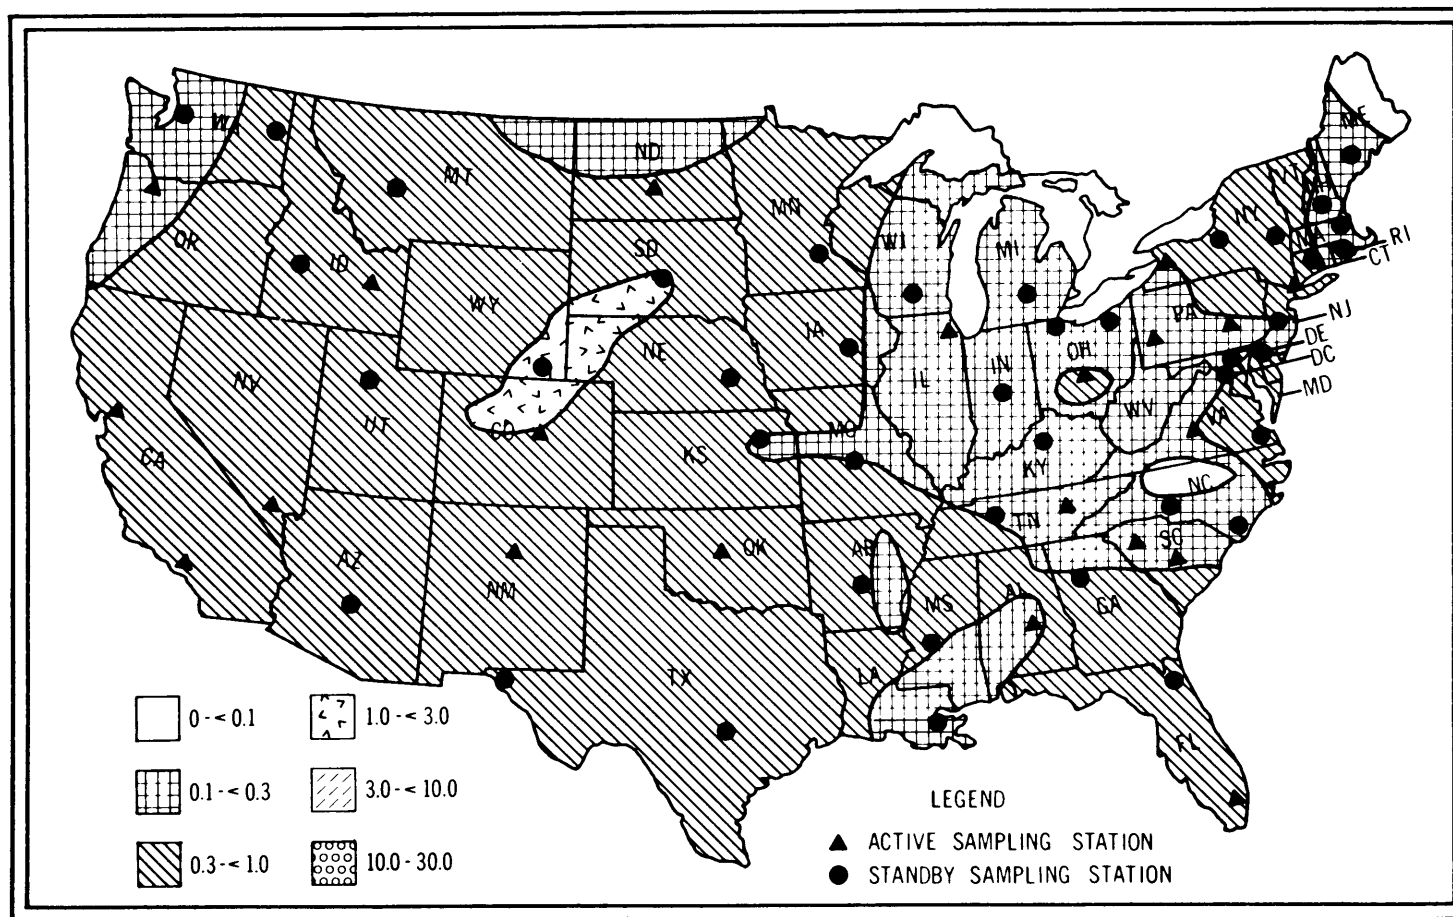 WA
ME
ND
MT
VT
NH
MN
NY
OR
WI
MI
MA
RI
SD
ID
CT
WY
PA
NJ
IA
NE
OH
DE
IN
DC
NV
IL
MD
UT
WV
VA
CO
MO
CA
KS
KY
NC
TN
SC
OK
AR
AZ
NM
MS
AL
GA
TX
LA
FL
0 - < 0.1
1.0 - < 3.0
0.1 - < 0.3
3.0 - < 10.0
0.3 - < 1.0
10.0 - 30.0
LEGEND
ACTIVE SAMPLING STATION
STANDBY SAMPLING STATION